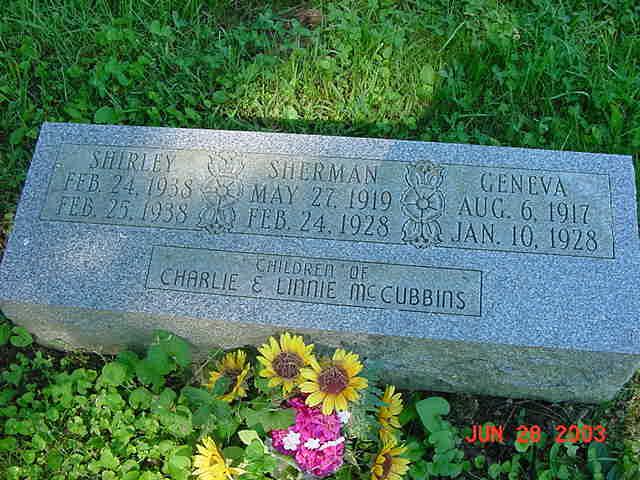 SHIRLEY
FEB. 24, 1938
FEB. 25, 1938
SHERMAN
MAY 27, 1919
FEB. 24, 1928
GENEVA
AUG. 6, 1917
JAN. 10, 1928
CHILDREN OF
CHARLIE & LINNIE McCUBBINS
JUN 28 2003